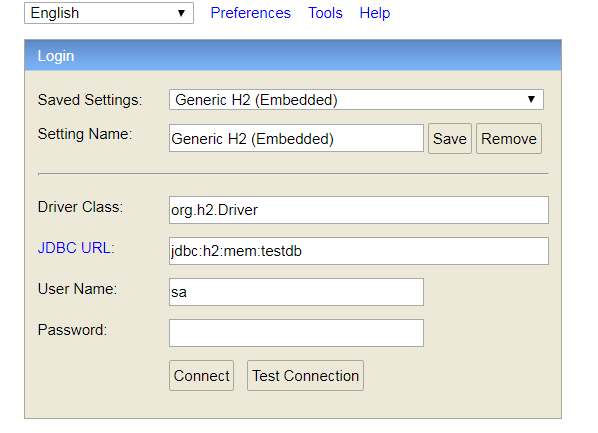 English Preferences Tools Help
Login
Saved Settings: Generic H2 (Embedded)
Setting Name: Generic H2 (Embedded) Save Remove
Driver Class: org.h2.Driver
JDBC URL: jdbc:h2:mem:testdb
User Name: sa
Password:
Connect Test Connection